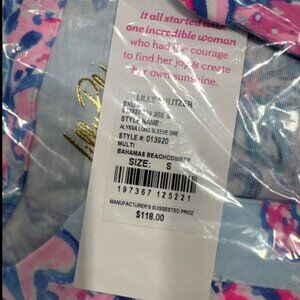 It all started with
one incredible woman
who had the courage
to find her joy & create
her own sunshine.
LILLY PULITZER
SKU
STYLE NAME:
ALYSSA LONG SLEEVE DRE
STYLE #: 013920
MULTI
BAHAMAS BEACHCOMBER
SIZE: S
197367 125221
MANUFACTURER'S SUGGESTED PRICE
$118.00